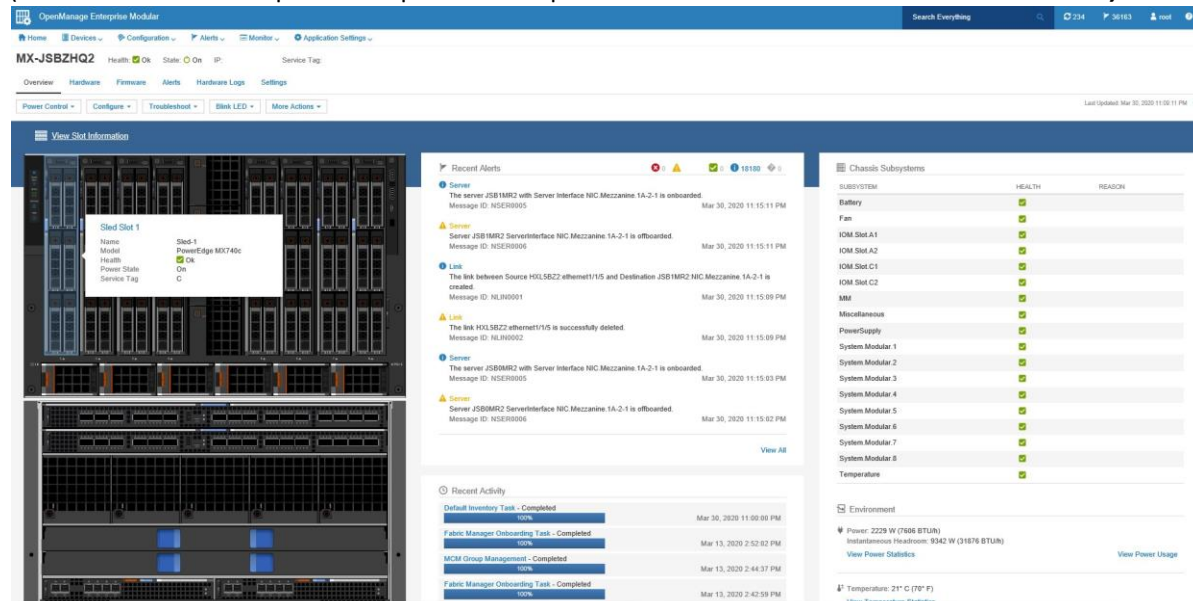 OpenManage Enterprise Modular
Search Everything
234
36163
root
Home Devices Configuration Alerts Monitor Application Settings
MX-JSBZHQ2 Health: Ok State: On IP: Service Tag:
Overview Hardware Firmware Alerts Hardware Logs Settings
Power Control Configure Troubleshoot Blink LED More Actions
Last Updated: Mar 30, 2020 11:08:11 PM
View Slot Information
Sled Slot 1
Name Sled-1
Model PowerEdge MX740c
Health Ok
Power State On
Service Tag C
Recent Alerts 0 0 18180 0
Server
The server JSB1MR2 with Server Interface NIC.Mezzanine.1A-2-1 is onboarded.
Message ID: NSER0005 Mar 30, 2020 11:15:11 PM
Server
Server JSB1MR2 ServerInterface NIC.Mezzanine.1A-2-1 is offboarded.
Message ID: NSER0006 Mar 30, 2020 11:15:11 PM
Link
The link between Source HXL5BZ2:ethernet1/1/5 and Destination JSB1MR2:NIC.Mezzanine.1A-2-1 is
created.
Message ID: NLIN0001 Mar 30, 2020 11:15:09 PM
Link
The link HXL5BZ2:ethernet1/1/5 is successfully deleted.
Message ID: NLIN0002 Mar 30, 2020 11:15:09 PM
Server
The server JSB0MR2 with Server Interface NIC.Mezzanine.1A-2-1 is onboarded.
Message ID: NSER0005 Mar 30, 2020 11:15:03 PM
Server
Server JSB0MR2 ServerInterface NIC.Mezzanine.1A-2-1 is offboarded.
Message ID: NSER0006 Mar 30, 2020 11:15:02 PM
View All
Recent Activity
Default Inventory Task - Completed
100% Mar 30, 2020 11:00:00 PM
Fabric Manager Onboarding Task - Completed
100% Mar 13, 2020 2:52:02 PM
MCM Group Management - Completed
100% Mar 13, 2020 2:44:37 PM
Fabric Manager Onboarding Task - Completed
100% Mar 13, 2020 2:42:59 PM
Chassis Subsystems
SUBSYSTEM HEALTH REASON
Battery
Fan
IOM.Slot.A1
IOM.Slot.A2
IOM.Slot.C1
IOM.Slot.C2
MM
Miscellaneous
PowerSupply
System.Modular.1
System.Modular.2
System.Modular.3
System.Modular.4
System.Modular.5
System.Modular.6
System.Modular.7
System.Modular.8
Temperature
Environment
Power: 2229 W (7606 BTU/h)
Instantaneous Headroom: 9342 W (31876 BTU/h)
View Power Statistics View Power Usage
Temperature: 21° C (70° F)
View Temperature Statistics